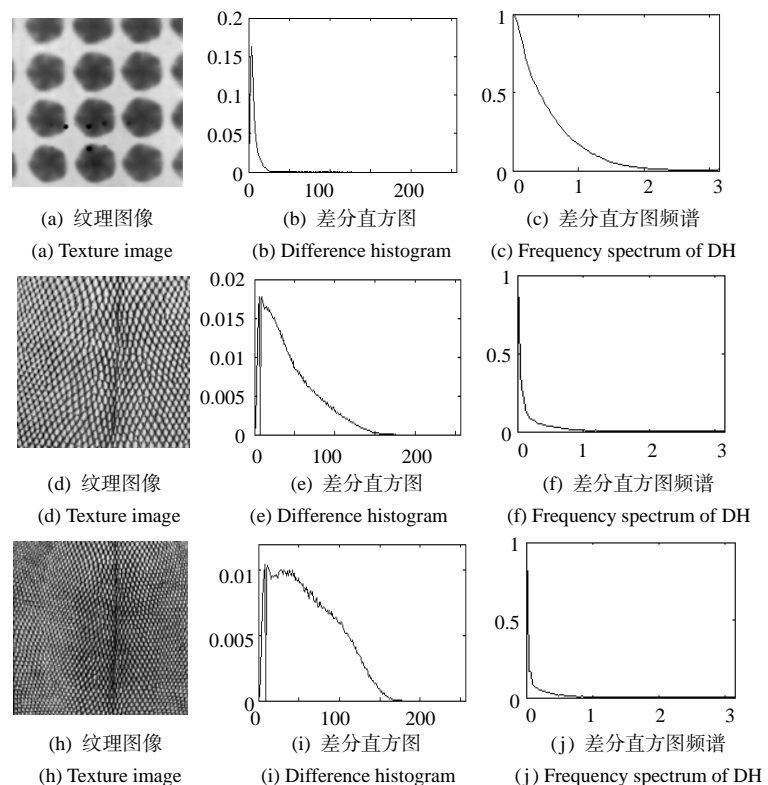 0.2
0.15
0.1
0.05
0
0 100 200
1
0.5
0
0 1 2 3
(a) 纹理图像
(b) 差分直方图
(c) 差分直方图频谱
(a) Texture image
(b) Difference histogram
(c) Frequency spectrum of DH
0.02
0.015
0.01
0.005
0
0 100 200
1
0.5
0
0 1 2 3
(d) 纹理图像
(e) 差分直方图
(f) 差分直方图频谱
(d) Texture image
(e) Difference histogram
(f) Frequency spectrum of DH
0.01
0.005
0
0 100 200
1
0.5
0
0 1 2 3
(h) 纹理图像
(i) 差分直方图
(j) 差分直方图频谱
(h) Texture image
(i) Difference histogram
(j) Frequency spectrum of DH